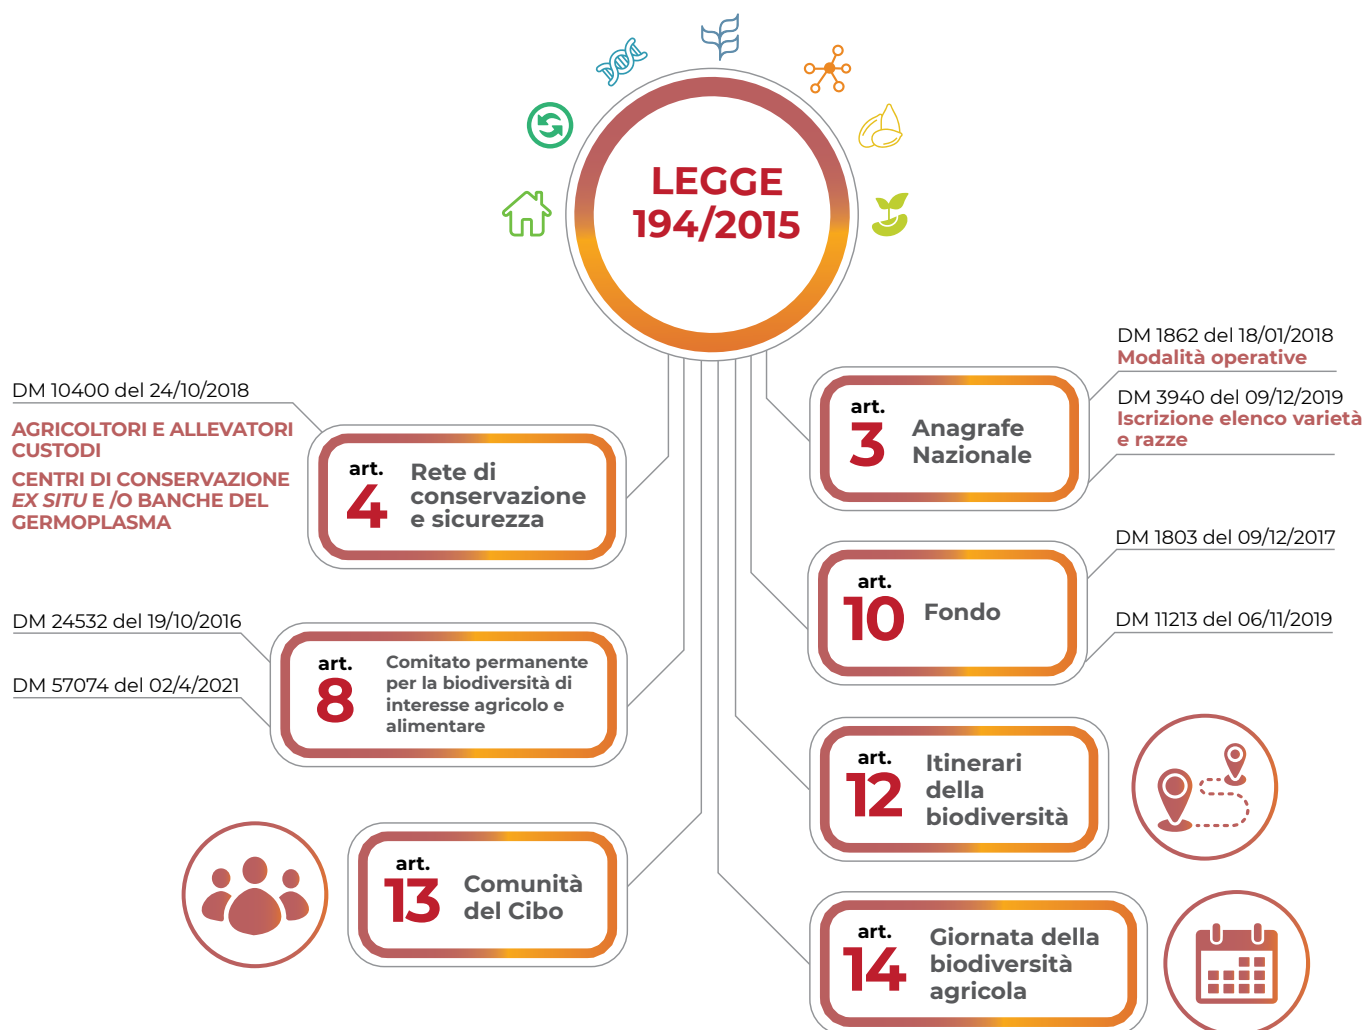 LEGGE
194/2015
DM 10400 del 24/10/2018
AGRICOLTORI E ALLEVATORI
CUSTODI
CENTRI DI CONSERVAZIONE
EX SITU E /O BANCHE DEL
GERMOPLASMA
art.
4
Rete di
conservazione
e sicurezza
DM 24532 del 19/10/2016
DM 57074 del 02/4/2021
art.
8
Comitato permanente
per la biodiversità di
interesse agricolo e
alimentare
art.
13
Comunità
del Cibo
art.
3
Anagrafe
Nazionale
DM 1862 del 18/01/2018
Modalità operative
DM 3940 del 09/12/2019
Iscrizione elenco varietà
e razze
art.
10
Fondo
DM 1803 del 09/12/2017
DM 11213 del 06/11/2019
art.
12
Itinerari
della
biodiversità
art.
14
Giornata della
biodiversità
agricola